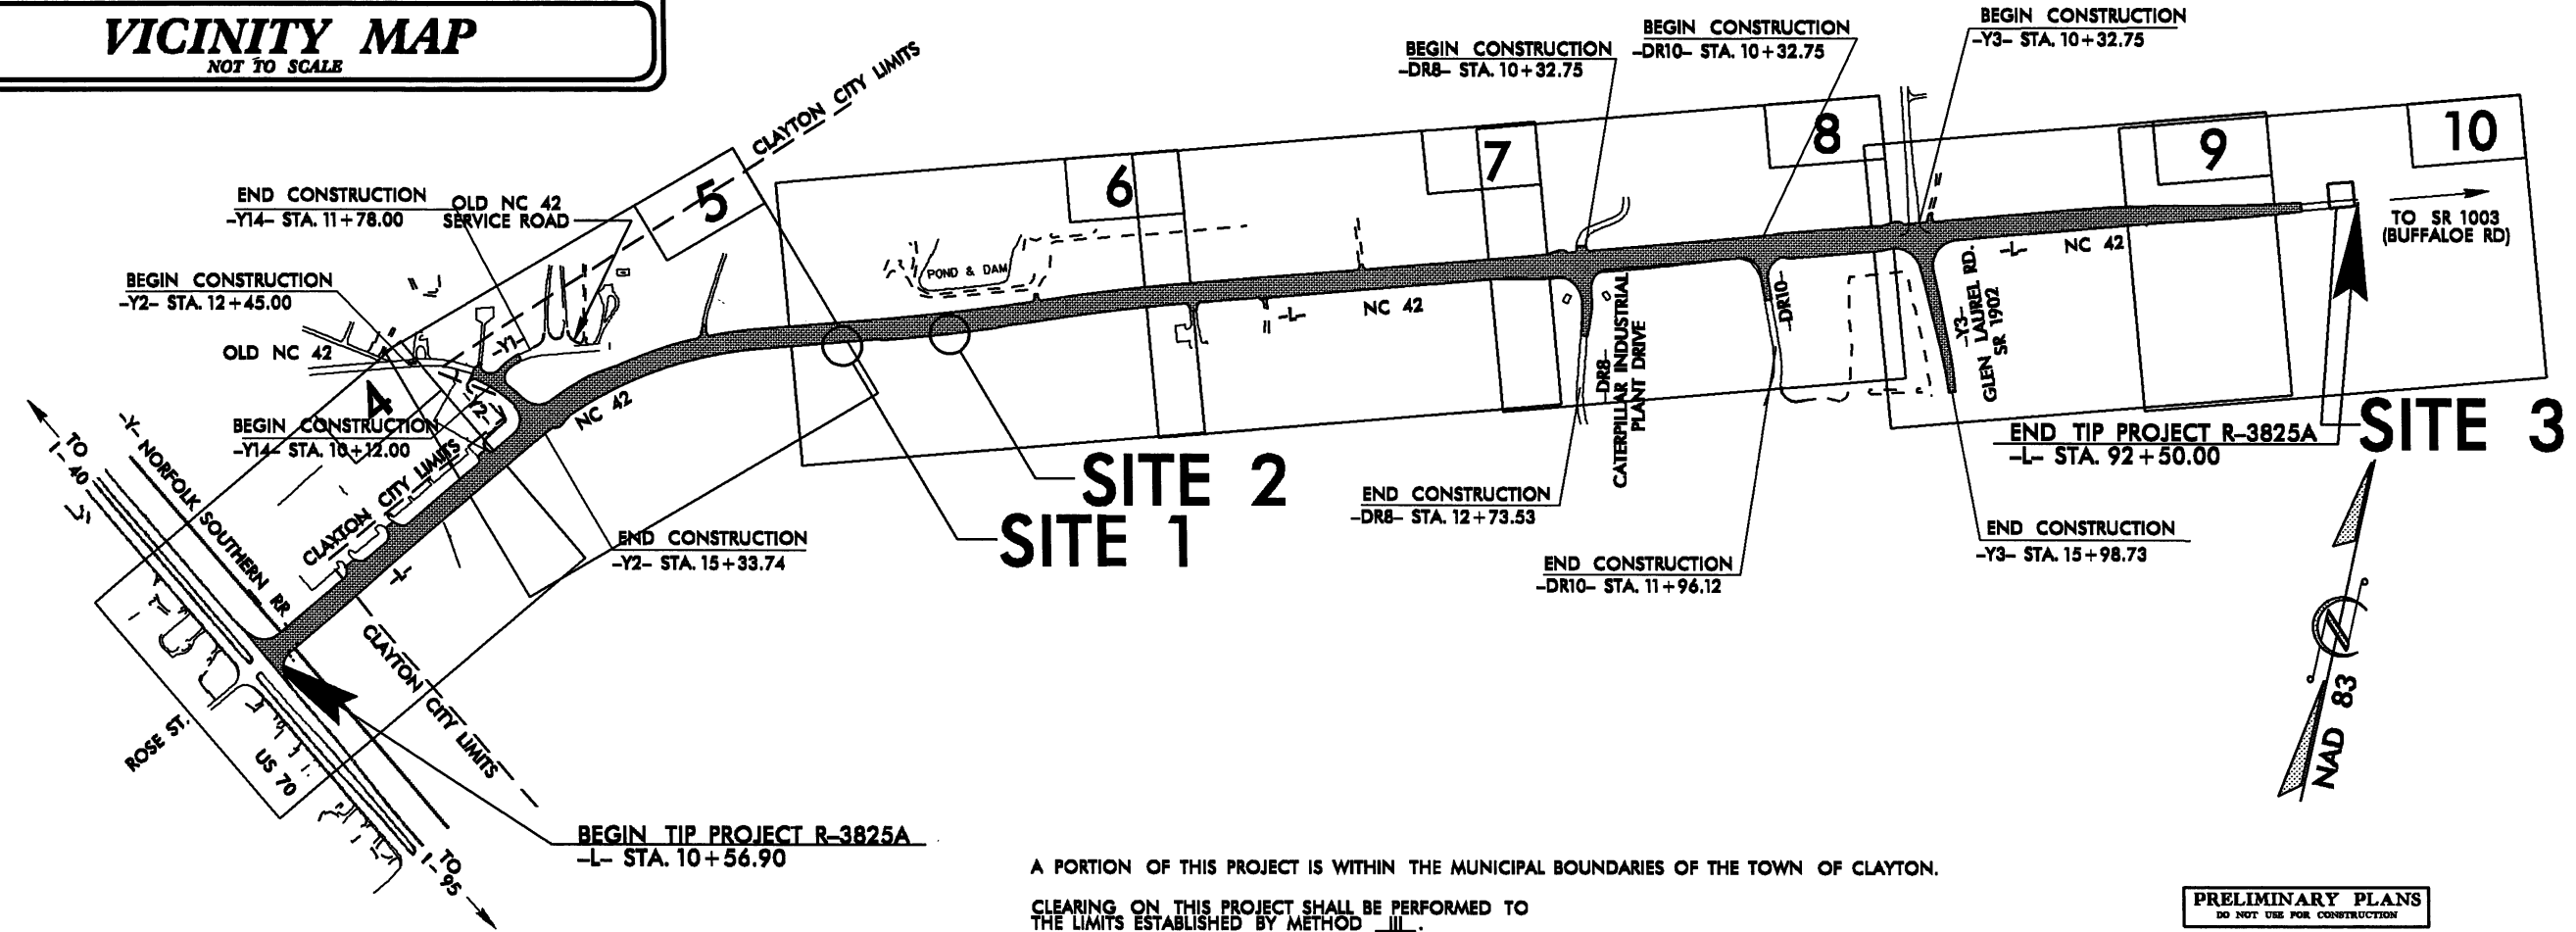 VICINITY MAP
NOT TO SCALE
CLAYTON CITY LIMITS
BEGIN CONSTRUCTION
-DR8- STA. 10+32.75
BEGIN CONSTRUCTION
-DR10- STA. 10+32.75
BEGIN CONSTRUCTION
-Y3- STA. 10+32.75
5
6
7
8
9
10
END CONSTRUCTION
-Y14- STA. 11+78.00
OLD NC 42
SERVICE ROAD
BEGIN CONSTRUCTION
-Y2- STA. 12+45.00
OLD NC 42
-Y1-
-Y2-
4
BEGIN CONSTRUCTION
-Y14- STA. 10+12.00
POND & DAM
NC 42
-L-
NC 42
-L-
NC 42
TO SR 1003
(BUFFALOE RD)
-DR8-
CATERPILLAR INDUSTRIAL
PLANT DRIVE
-DR10-
-Y3-
GLEN LAUREL RD.
SR 1902
TO
I-40
-Y- NORFOLK SOUTHERN RR
CLAYTON CITY LIMITS
-L-
CLAYTON CITY LIMITS
END CONSTRUCTION
-Y2- STA. 15+33.74
SITE 2
SITE 1
END CONSTRUCTION
-DR8- STA. 12+73.53
END CONSTRUCTION
-DR10- STA. 11+96.12
END TIP PROJECT R-3825A
-L- STA. 92+50.00
SITE 3
END CONSTRUCTION
-Y3- STA. 15+98.73
NAD 83
ROSE ST.
US 70
TO
I-95
BEGIN TIP PROJECT R-3825A
-L- STA. 10+56.90
A PORTION OF THIS PROJECT IS WITHIN THE MUNICIPAL BOUNDARIES OF THE TOWN OF CLAYTON.
CLEARING ON THIS PROJECT SHALL BE PERFORMED TO
THE LIMITS ESTABLISHED BY METHOD III.
PRELIMINARY PLANS
DO NOT USE FOR CONSTRUCTION